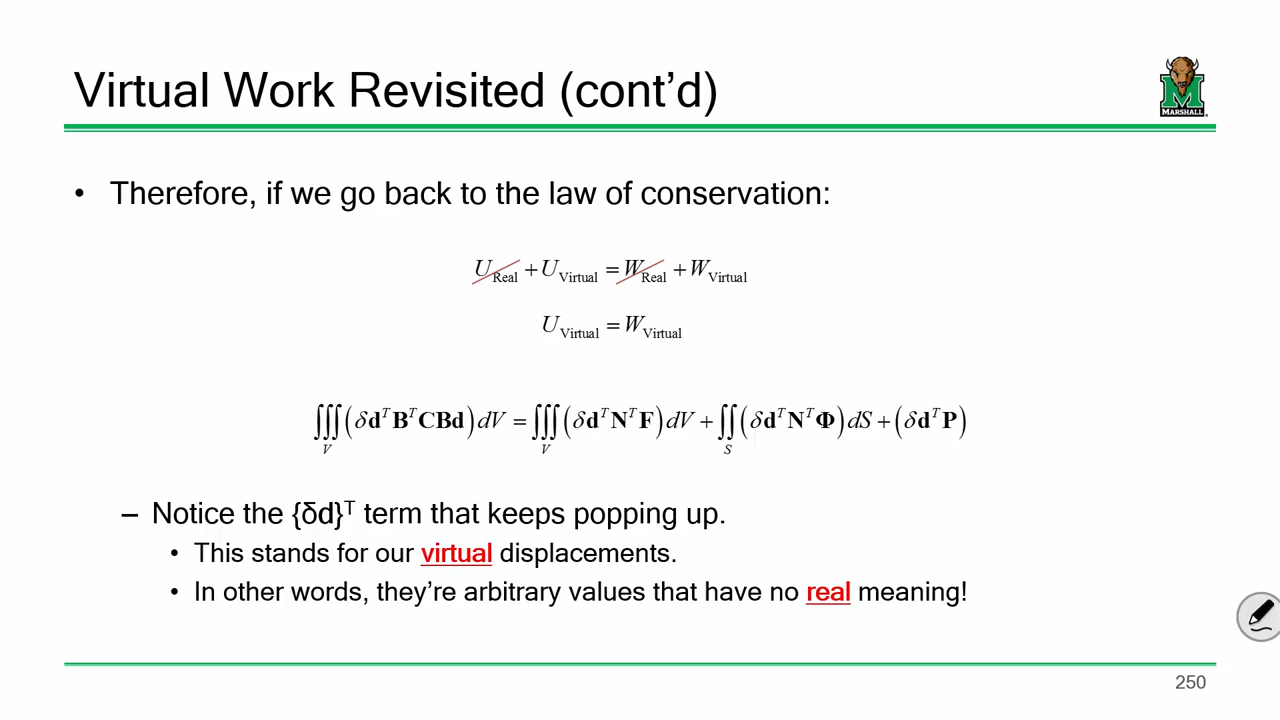 Virtual Work Revisited (cont’d)
MARSHALL
• Therefore, if we go back to the law of conservation:
U_Real + U_Virtual = W_Real + W_Virtual
U_Virtual = W_Virtual
∭_V (δd^T B^T CBd) dV = ∭_V (δd^T N^T F) dV + ∬_S (δd^T N^T Φ) dS + (δd^T P)
– Notice the {δd}^T term that keeps popping up.
• This stands for our virtual displacements.
• In other words, they’re arbitrary values that have no real meaning!
250